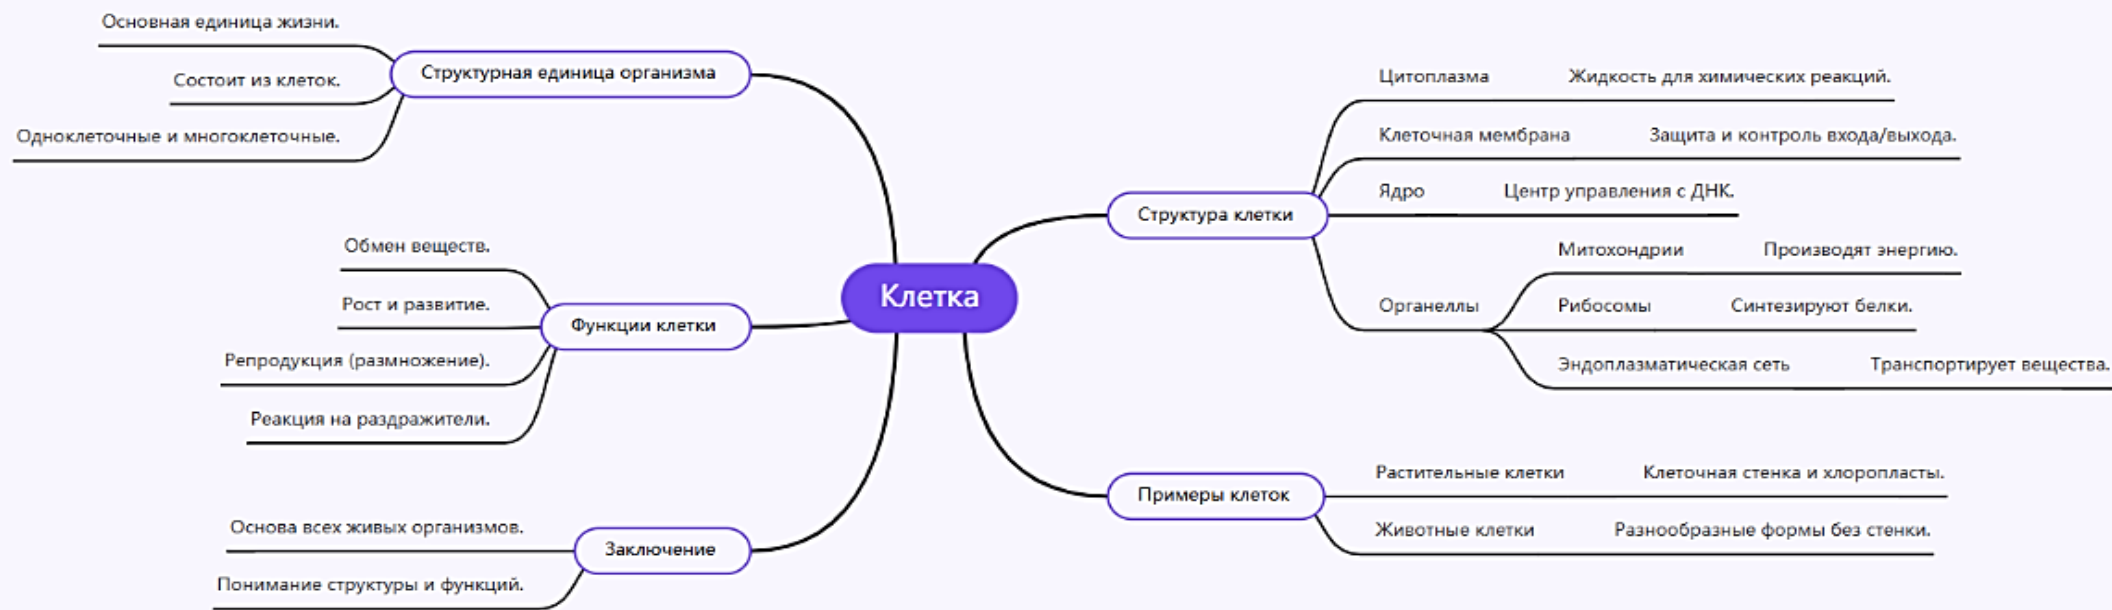 Клетка
Структурная единица организма
Основная единица жизни.
Состоит из клеток.
Одноклеточные и многоклеточные.
Функции клетки
Обмен веществ.
Рост и развитие.
Репродукция (размножение).
Реакция на раздражители.
Заключение
Основа всех живых организмов.
Понимание структуры и функций.
Структура клетки
Цитоплазма Жидкость для химических реакций.
Клеточная мембрана Защита и контроль входа/выхода.
Ядро Центр управления с ДНК.
Органеллы
Митохондрии Производят энергию.
Рибосомы Синтезируют белки.
Эндоплазматическая сеть Транспортирует вещества.
Примеры клеток
Растительные клетки Клеточная стенка и хлоропласты.
Животные клетки Разнообразные формы без стенки.